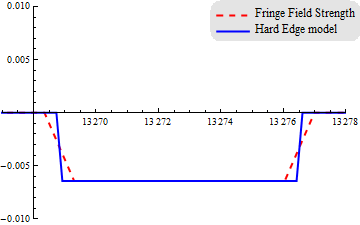 0.010
Fringe Field Strength
Hard Edge model
0.005
13 270 13 272 13 274 13 276 13 278
−0.005
−0.010